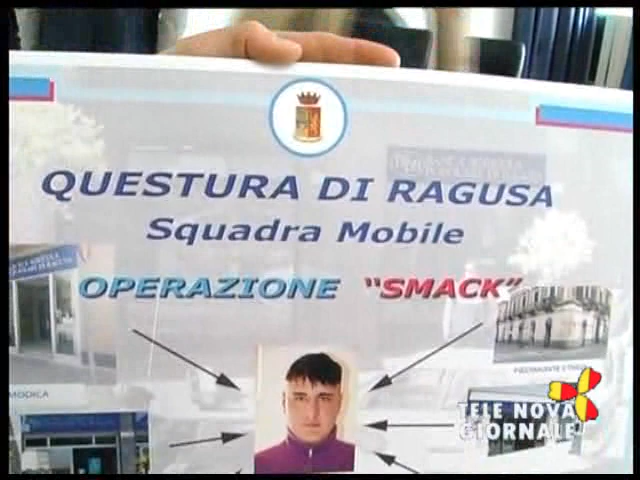 QUESTURA DI RAGUSA
Squadra Mobile
OPERAZIONE "SMACK"
MODICA
TELE NOVA
GIORNALE